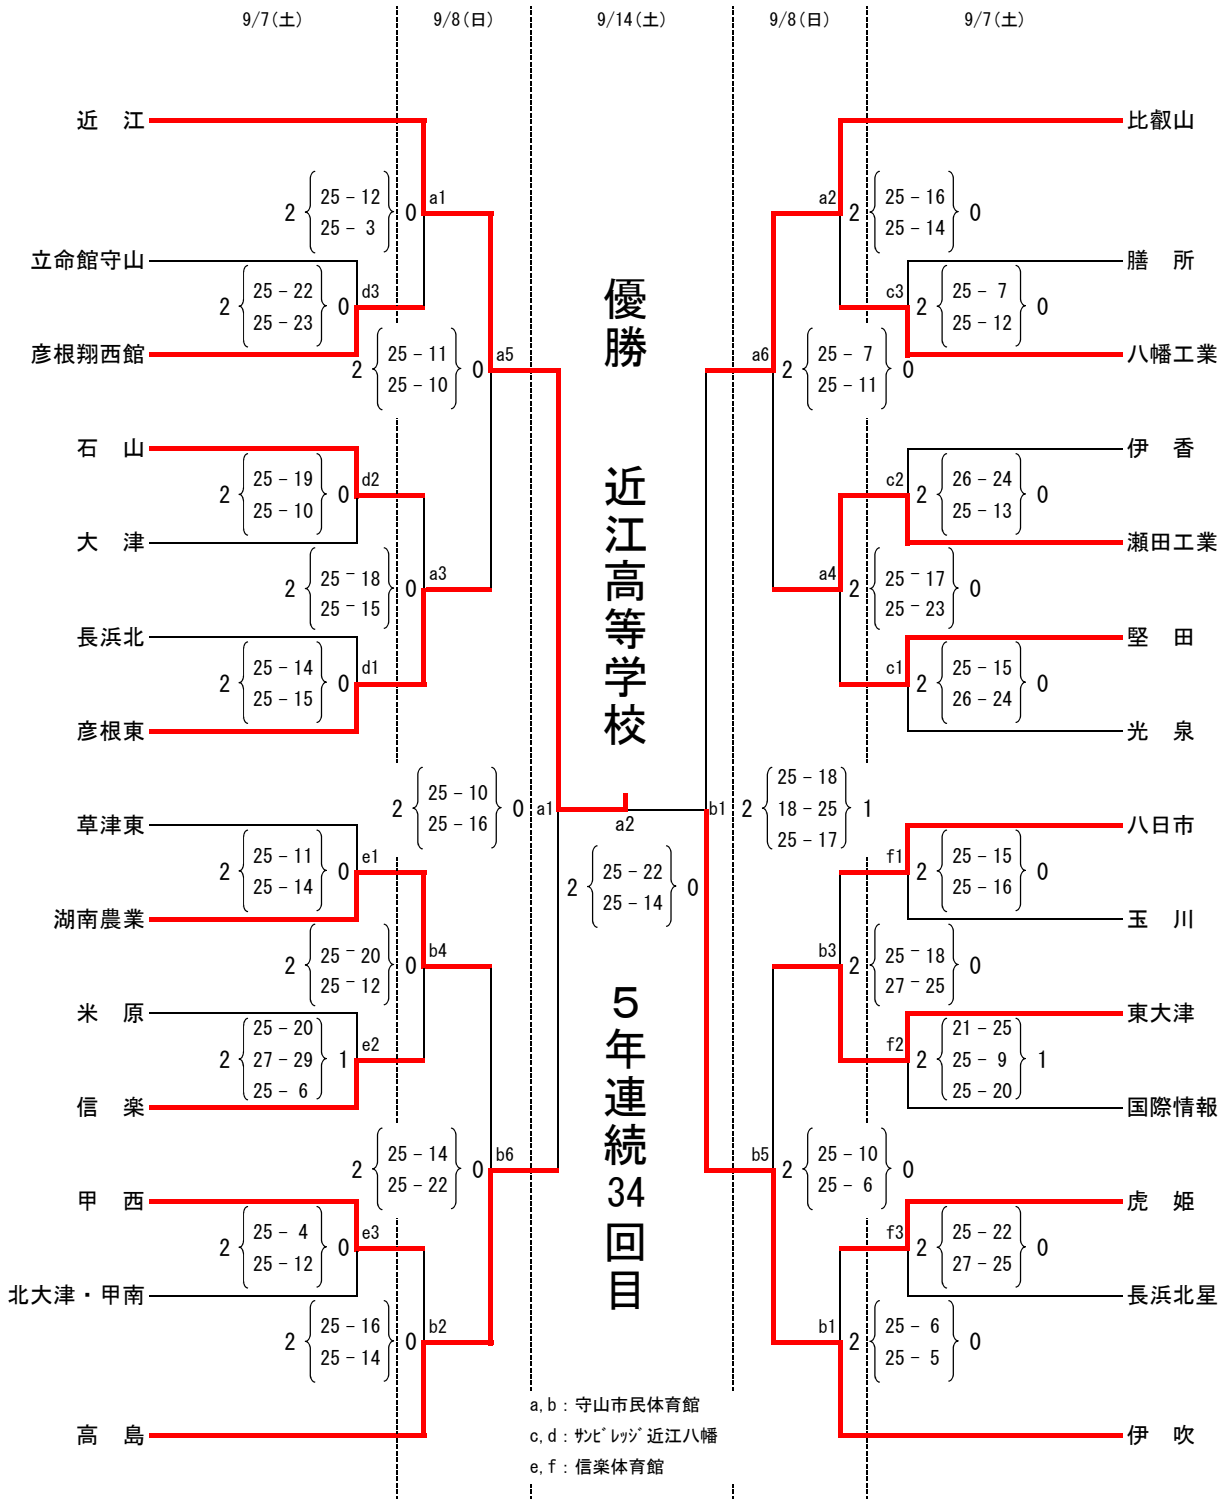 9/7(土)
9/8(日)
9/14(土)
9/8(日)
9/7(土)
近　江
比叡山
a1
2 25 - 12 0
25 - 3
a2
2 25 - 16 0
25 - 14
立命館守山
膳　所
d3
2 25 - 22 0
25 - 23
c3
2 25 - 7 0
25 - 12
彦根翔西館
八幡工業
a5
2 25 - 11 0
25 - 10
a6
2 25 - 7 0
25 - 11
石　山
伊　香
d2
2 25 - 19 0
25 - 10
c2
2 26 - 24 0
25 - 13
大　津
瀬田工業
a3
2 25 - 18 0
25 - 15
a4
2 25 - 17 0
25 - 23
長浜北
堅　田
d1
2 25 - 14 0
25 - 15
c1
2 25 - 15 0
26 - 24
彦根東
光　泉
優勝
近江高等学校
5年連続34回目
a1
2 25 - 10 0
25 - 16
b1
2 25 - 18 1
18 - 25
25 - 17
a2
2 25 - 22 0
25 - 14
草津東
八日市
e1
2 25 - 11 0
25 - 14
f1
2 25 - 15 0
25 - 16
湖南農業
玉　川
b4
2 25 - 20 0
25 - 12
b3
2 25 - 18 0
27 - 25
米　原
東大津
e2
2 25 - 20 1
27 - 29
25 - 6
f2
2 21 - 25 1
25 - 9
25 - 20
信　楽
国際情報
b6
2 25 - 14 0
25 - 22
b5
2 25 - 10 0
25 - 6
甲　西
虎　姫
e3
2 25 - 4 0
25 - 12
f3
2 25 - 22 0
27 - 25
北大津・甲南
長浜北星
b2
2 25 - 16 0
25 - 14
b1
2 25 - 6 0
25 - 5
高　島
伊　吹
a,b：守山市民体育館
c,d：ｻﾝﾋﾞﾚｯｼﾞ近江八幡
e,f：信楽体育館